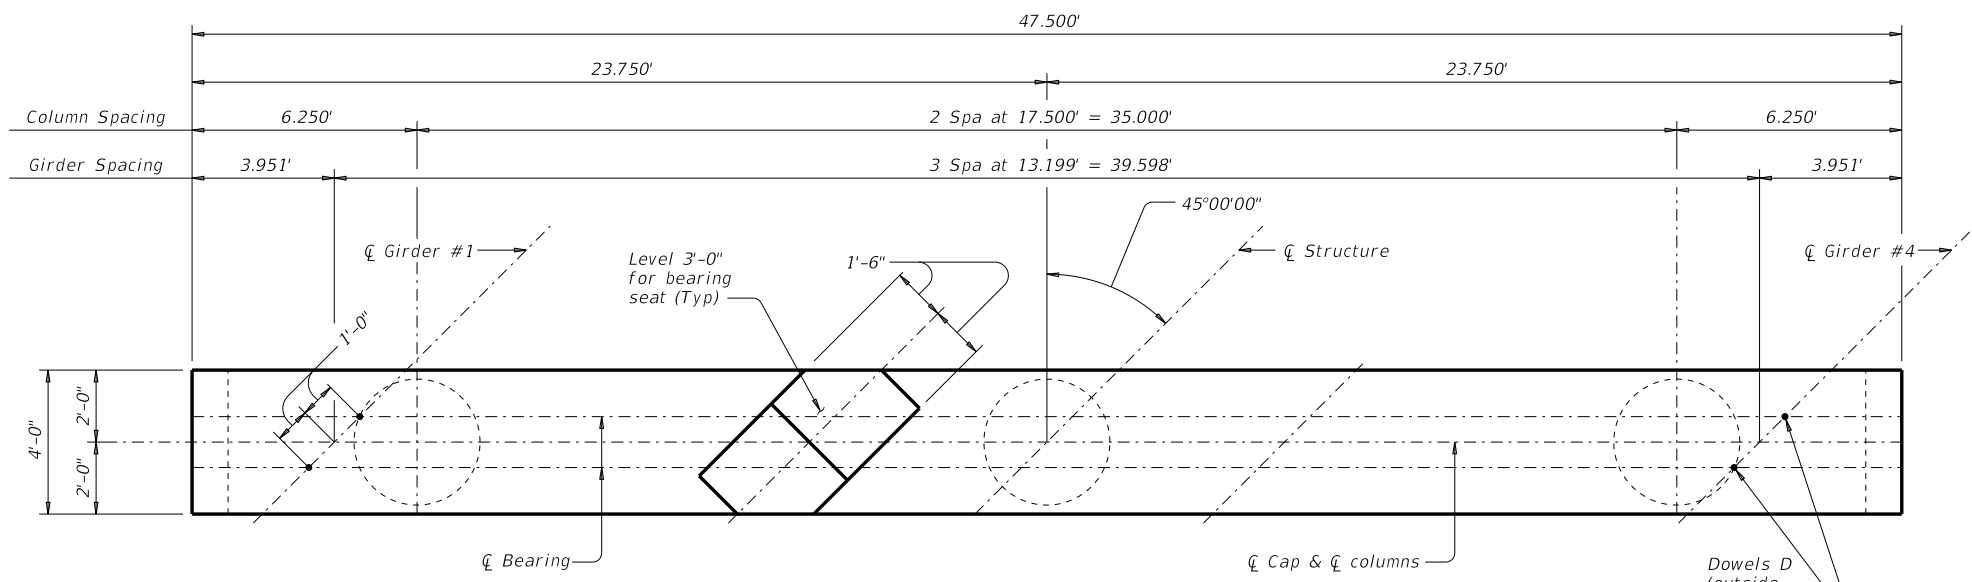 47.500'
23.750' 23.750'
Column Spacing 6.250' 2 Spa at 17.500' = 35.000' 6.250'
Girder Spacing 3.951' 3 Spa at 13.199' = 39.598' 3.951'
45°00'00"
℄ Girder #1
Level 3'-0"
for bearing
seat (Typ)
1'-6"
℄ Structure
℄ Girder #4
1'-0"
4'-0"
2'-0"
2'-0"
℄ Bearing
℄ Cap & ℄ columns
Dowels D
(outside